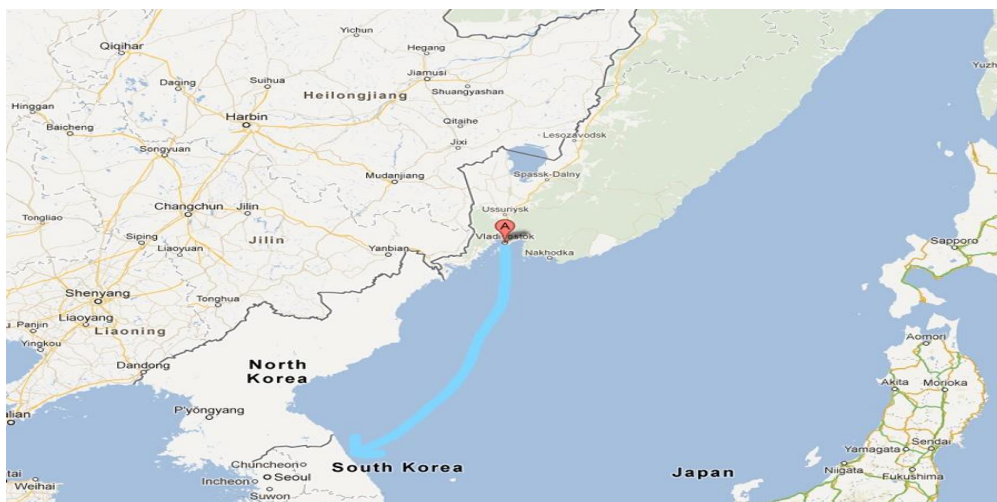 Yichun
Hegang
Qiqihar
Jiamusi
Daqing
Suihua
Shuangyashan
Heilongjiang
Hinggan
Harbin
Qitaihe
Baicheng
Lesozavodsk
Jixi
Songyuan
Spassk-Dalny
Mudanjiang
Tongliao
Changchun
Jilin
Ussuriysk
A
Vladivostok
Siping
Jilin
Liaoyuan
Yanbian
Nakhodka
Sapporo
Shenyang
Tonghua
Liaoyang
Panjin
Liaoning
Yingkou
Aomori
Dandong
North
Korea
Akita
Morioka
P'yŏngyang
Chuncheon
South Korea
Seoul
Incheon
Suwon
Weihai
Japan
Yamagata
Sendai
Niigata
Fukushima